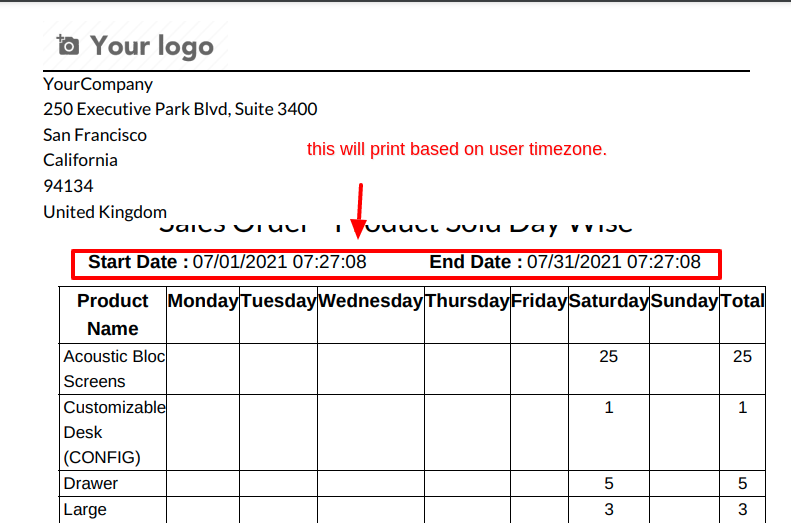 Your logo
YourCompany
250 Executive Park Blvd, Suite 3400
San Francisco
California
this will print based on user timezone.
94134
United Kingdom
Sales Order - Product Sold Day Wise
Start Date : 07/01/2021 07:27:08 End Date : 07/31/2021 07:27:08
Product Name Monday Tuesday Wednesday Thursday Friday Saturday Sunday Total
Acoustic Bloc Screens 25 25
Customizable Desk (CONFIG) 1 1
Drawer 5 5
Large 3 3